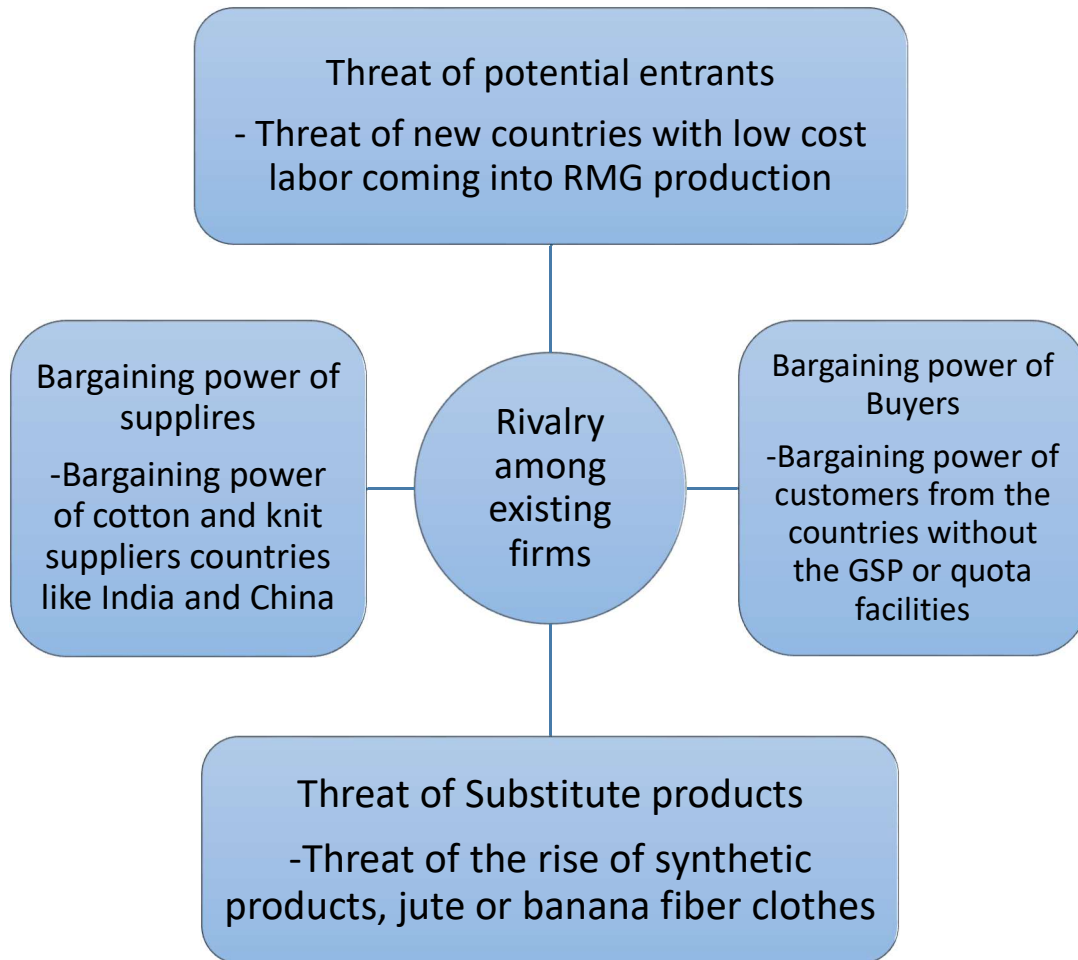 Threat of potential entrants
- Threat of new countries with low cost
labor coming into RMG production
Bargaining power of
supplires
-Bargaining power
of cotton and knit
suppliers countries
like India and China
Rivalry
among
existing
firms
Bargaining power of
Buyers
-Bargaining power of
customers from the
countries without
the GSP or quota
facilities
Threat of Substitute products
-Threat of the rise of synthetic
products, jute or banana fiber clothes